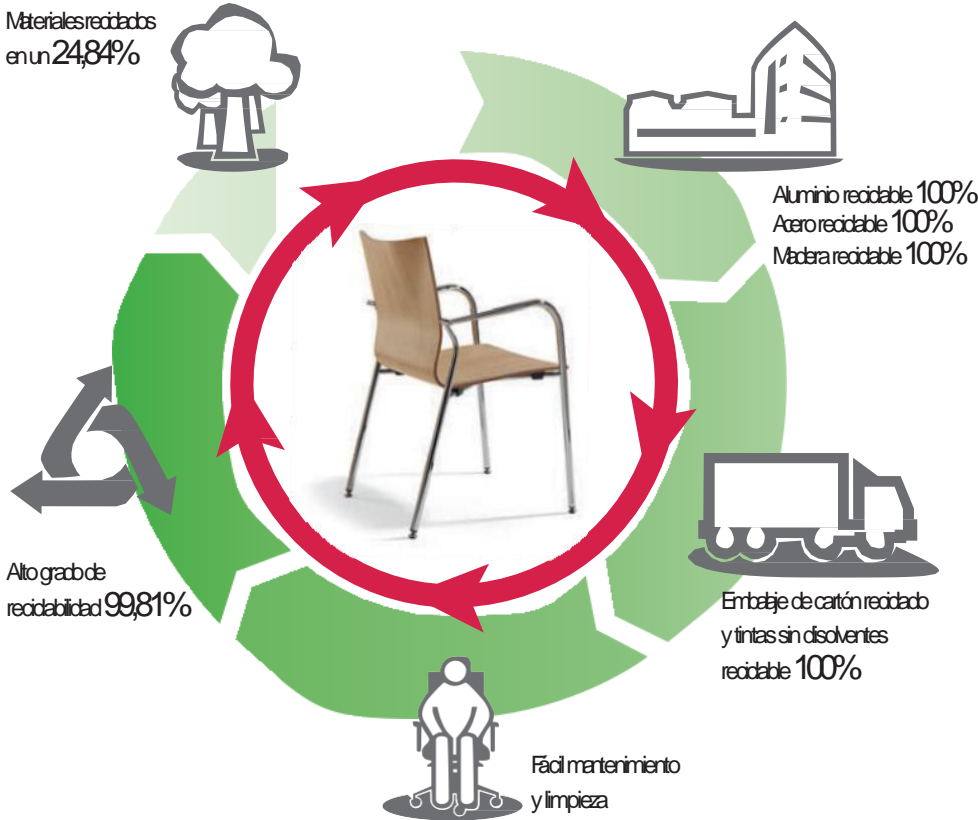 Materiales reciclados
en un 24,84%
Aluminio reciclable 100%
Acero reciclable 100%
Madera reciclable 100%
Embalaje de cartón reciclado
y tintas sin disolventes
reciclable 100%
Fácil mantenimiento
y limpieza
Alto grado de
reciclabilidad 99,81%